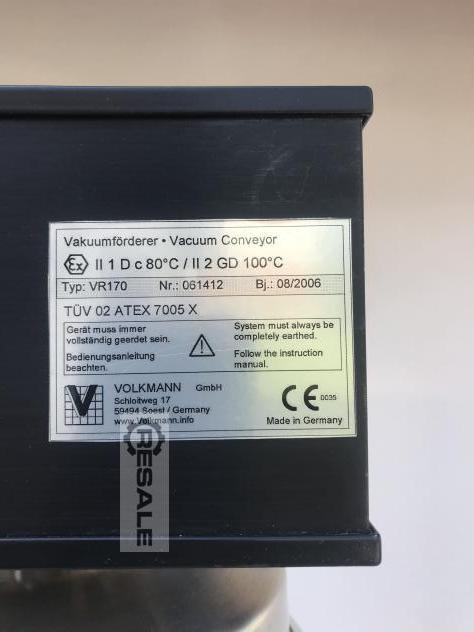 Vakuumförderer • Vacuum Conveyor
Ex II 1 D c 80°C / II 2 GD 100°C
Typ: VR170 Nr.: 061412 Bj.: 08/2006
TÜV 02 ATEX 7005 X
Gerät muss immer
vollständig geerdet sein.
Bedienungsanleitung
beachten.
System must always be
completely earthed.
Follow the instruction
manual.
V
VOLKMANN GmbH
Schloitweg 17
59494 Soest / Germany
www.Volkmann.info
CE 0035
Made in Germany
RESALE